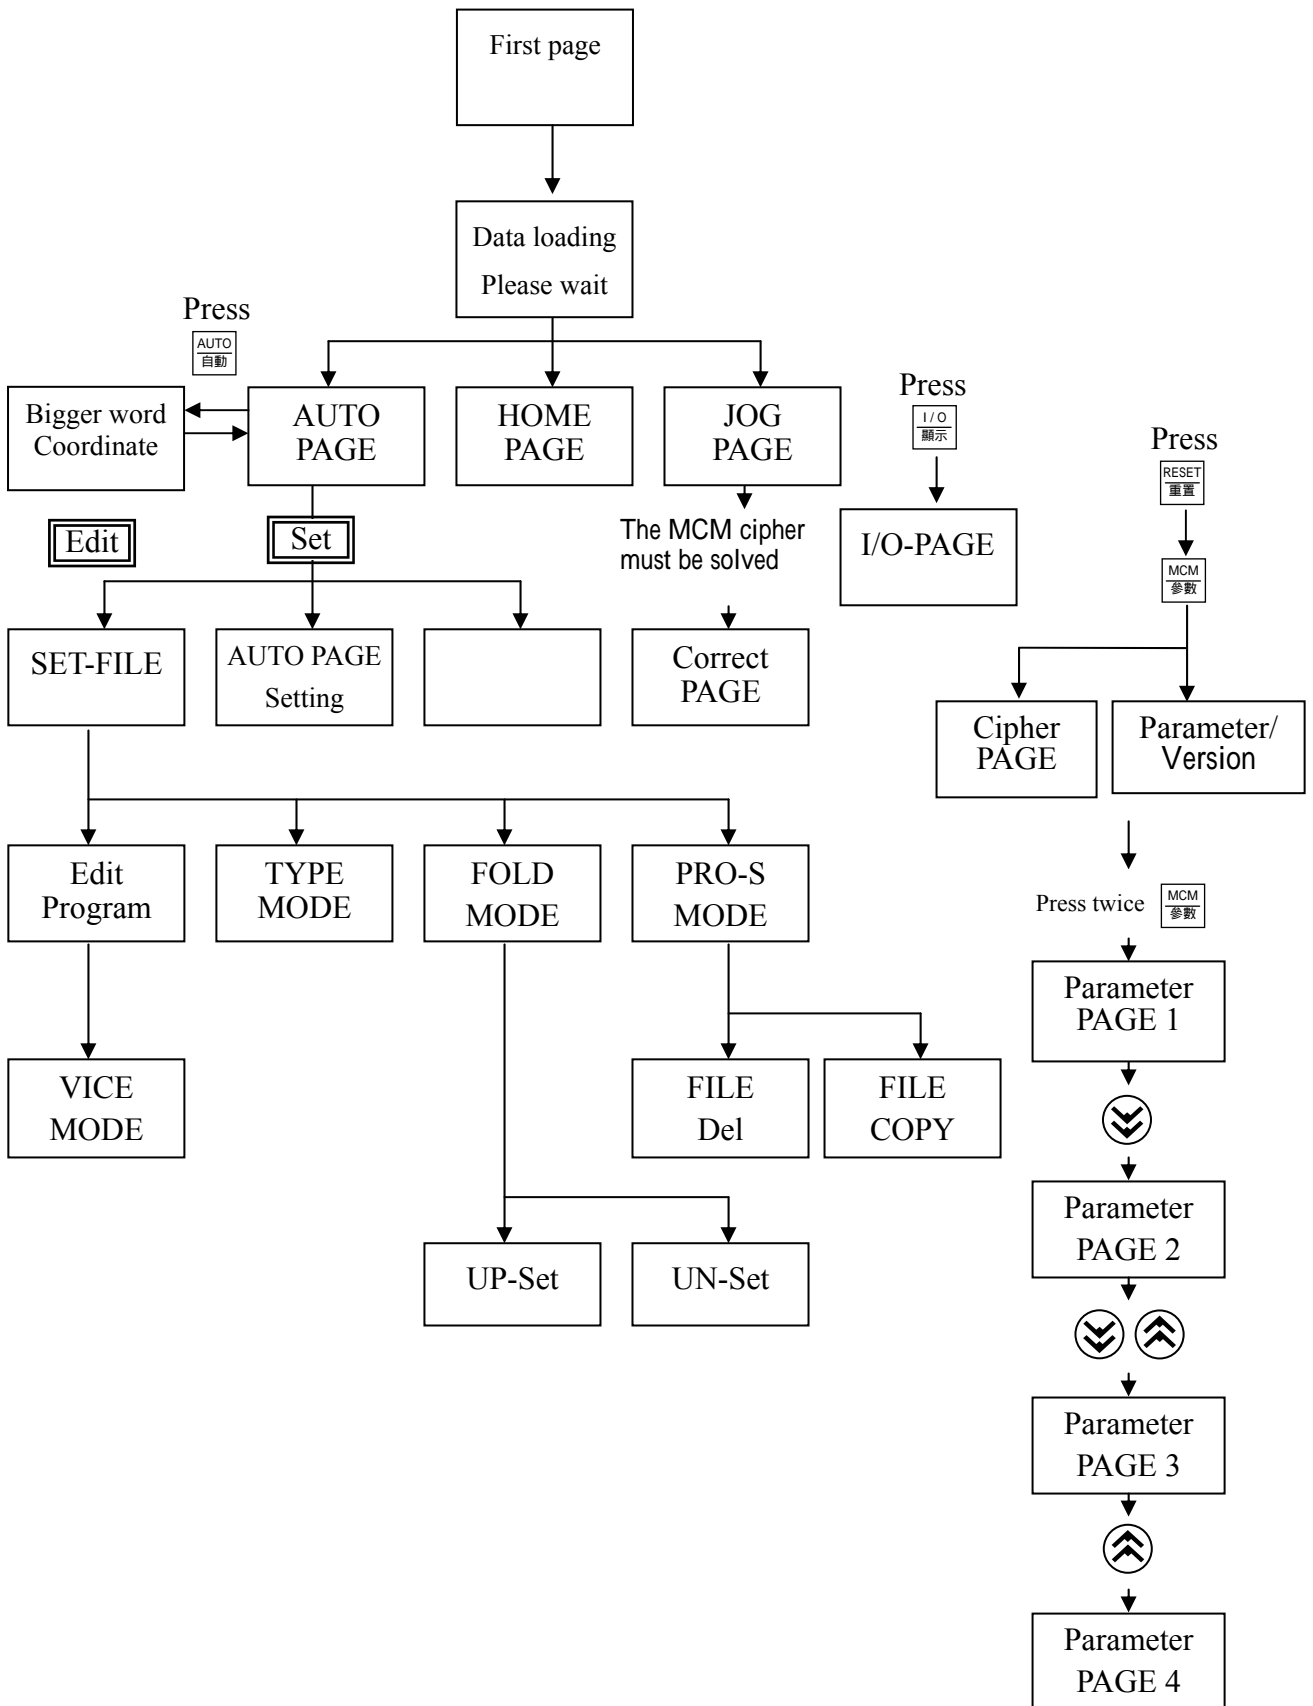 First page
Data loading
Please wait
Press
AUTO
自動
Bigger word
Coordinate
AUTO
PAGE
HOME
PAGE
JOG
PAGE
Press
I / O
顯示
Press
RESET
重置
Edit
Set
The MCM cipher
must be solved
I/O-PAGE
MCM
參數
SET-FILE
AUTO PAGE
Setting
Correct
PAGE
Cipher
PAGE
Parameter/
Version
Edit
Program
TYPE
MODE
FOLD
MODE
PRO-S
MODE
Press twice
MCM
參數
Parameter
PAGE 1
VICE
MODE
FILE
Del
FILE
COPY
Parameter
PAGE 2
UP-Set
UN-Set
Parameter
PAGE 3
Parameter
PAGE 4